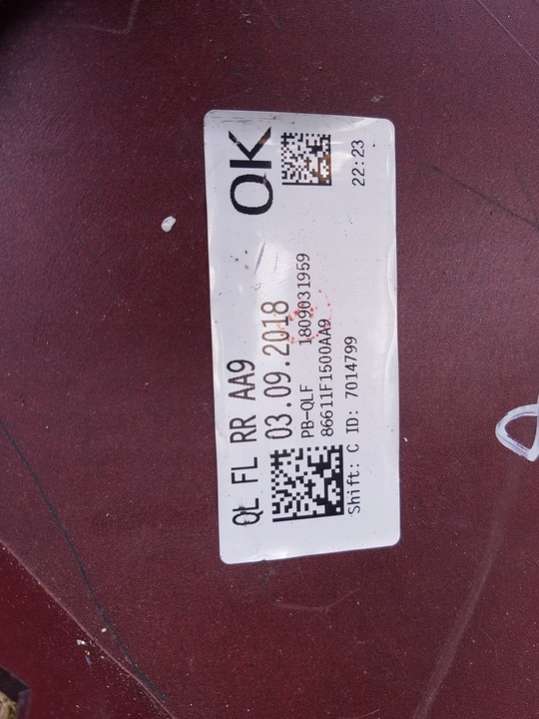 QL FL RR AA9
OK
03.09.2018
PB-QLF 1809031959
86611F1500AA9
Shift: C ID: 7014799
22:23